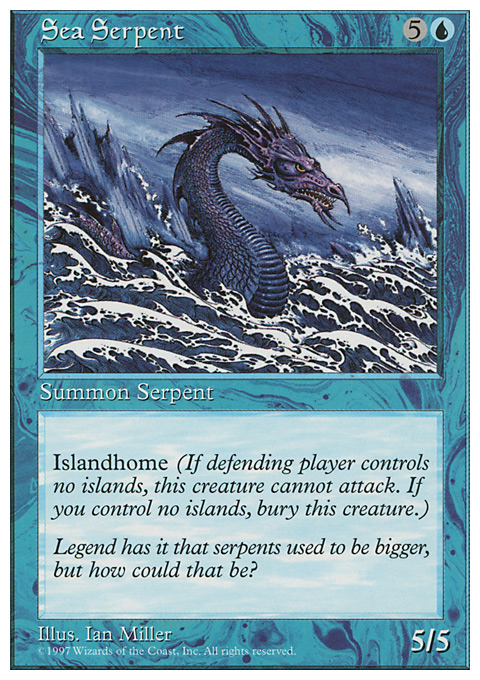 Sea Serpent
5
Summon Serpent
Islandhome (If defending player controls
no islands, this creature cannot attack. If
you control no islands, bury this creature.)
Legend has it that serpents used to be bigger,
but how could that be?
Illus. Ian Miller
5/5
©1997 Wizards of the Coast, Inc. All rights reserved.